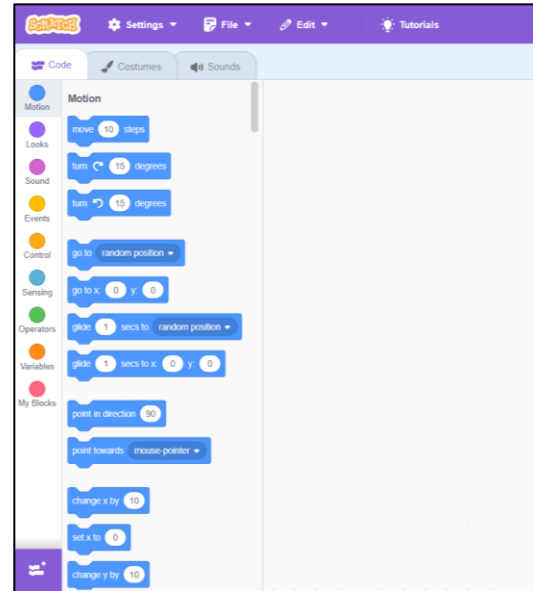 SCRATCH Settings File Edit Tutorials
Code Costumes Sounds
Motion
Looks
Sound
Events
Control
Sensing
Operators
Variables
My Blocks
Motion
move 10 steps
turn 15 degrees
turn 15 degrees
go to random position
go to x: 0 y: 0
glide 1 secs to random position
glide 1 secs to x: 0 y: 0
point in direction 90
point towards mouse-pointer
change x by 10
set x to 0
change y by 10